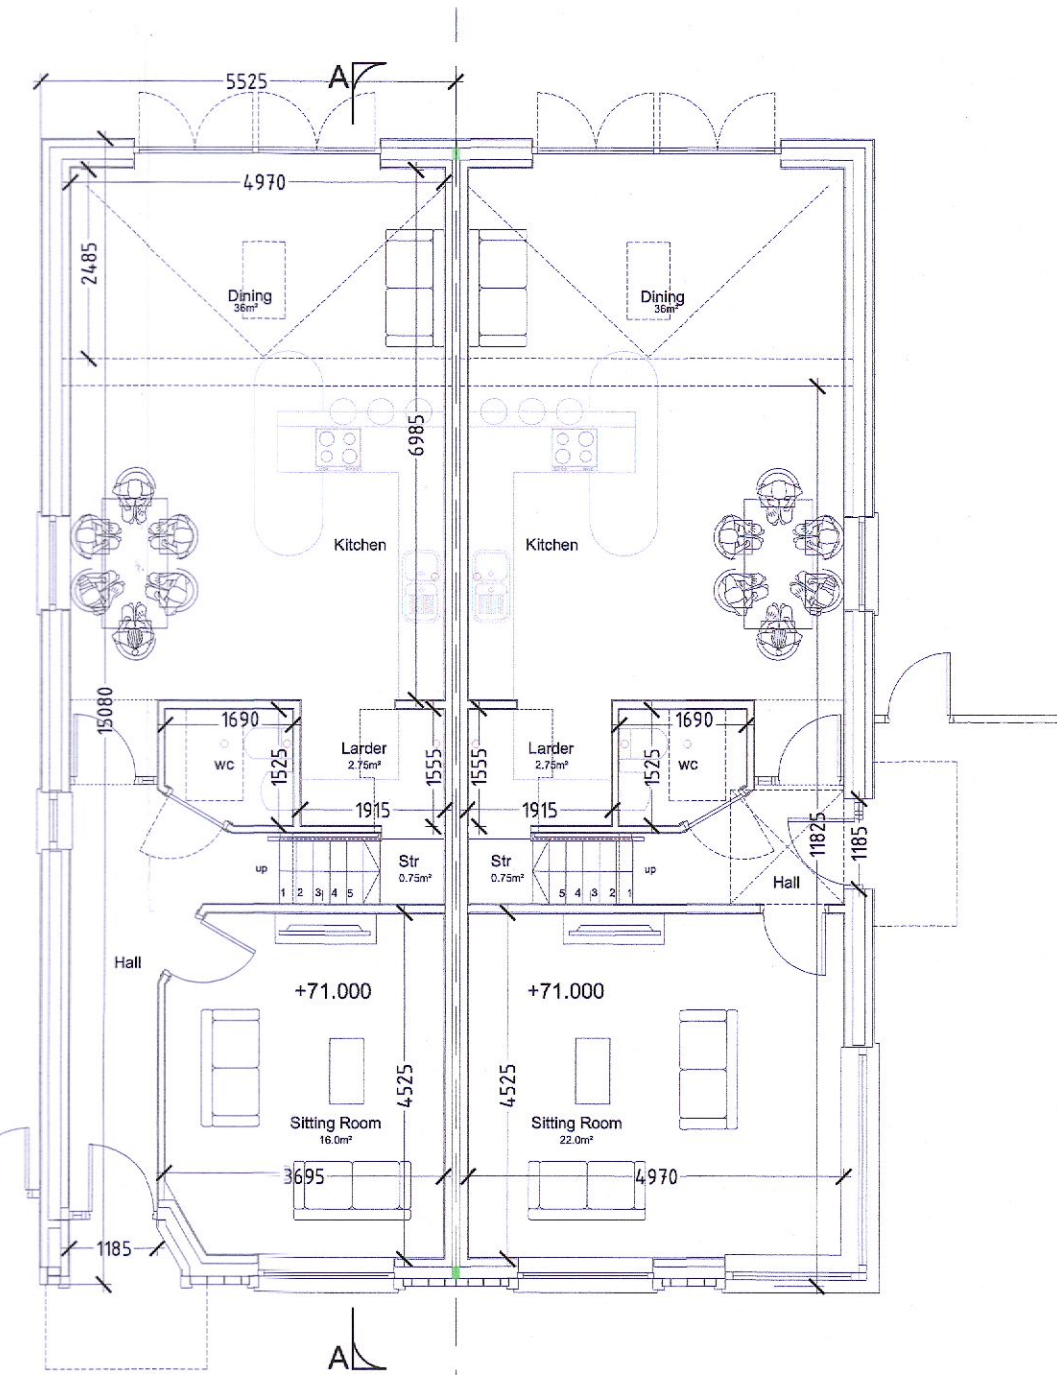 A
5525
4970
2485
Dining
36m²
Dining
36m²
6985
Kitchen
Kitchen
15080
1690
1690
WC
1525
Larder
2.75m²
1555
1555
Larder
2.75m²
1525
WC
1915
1915
11825
1185
up
1 2 3 4 5
Str
0.75m²
Str
0.75m²
5 4 3 2 1
up
Hall
Hall
+71.000
+71.000
4525
4525
Sitting Room
16.0m²
Sitting Room
22.0m²
3695
4970
1185
A